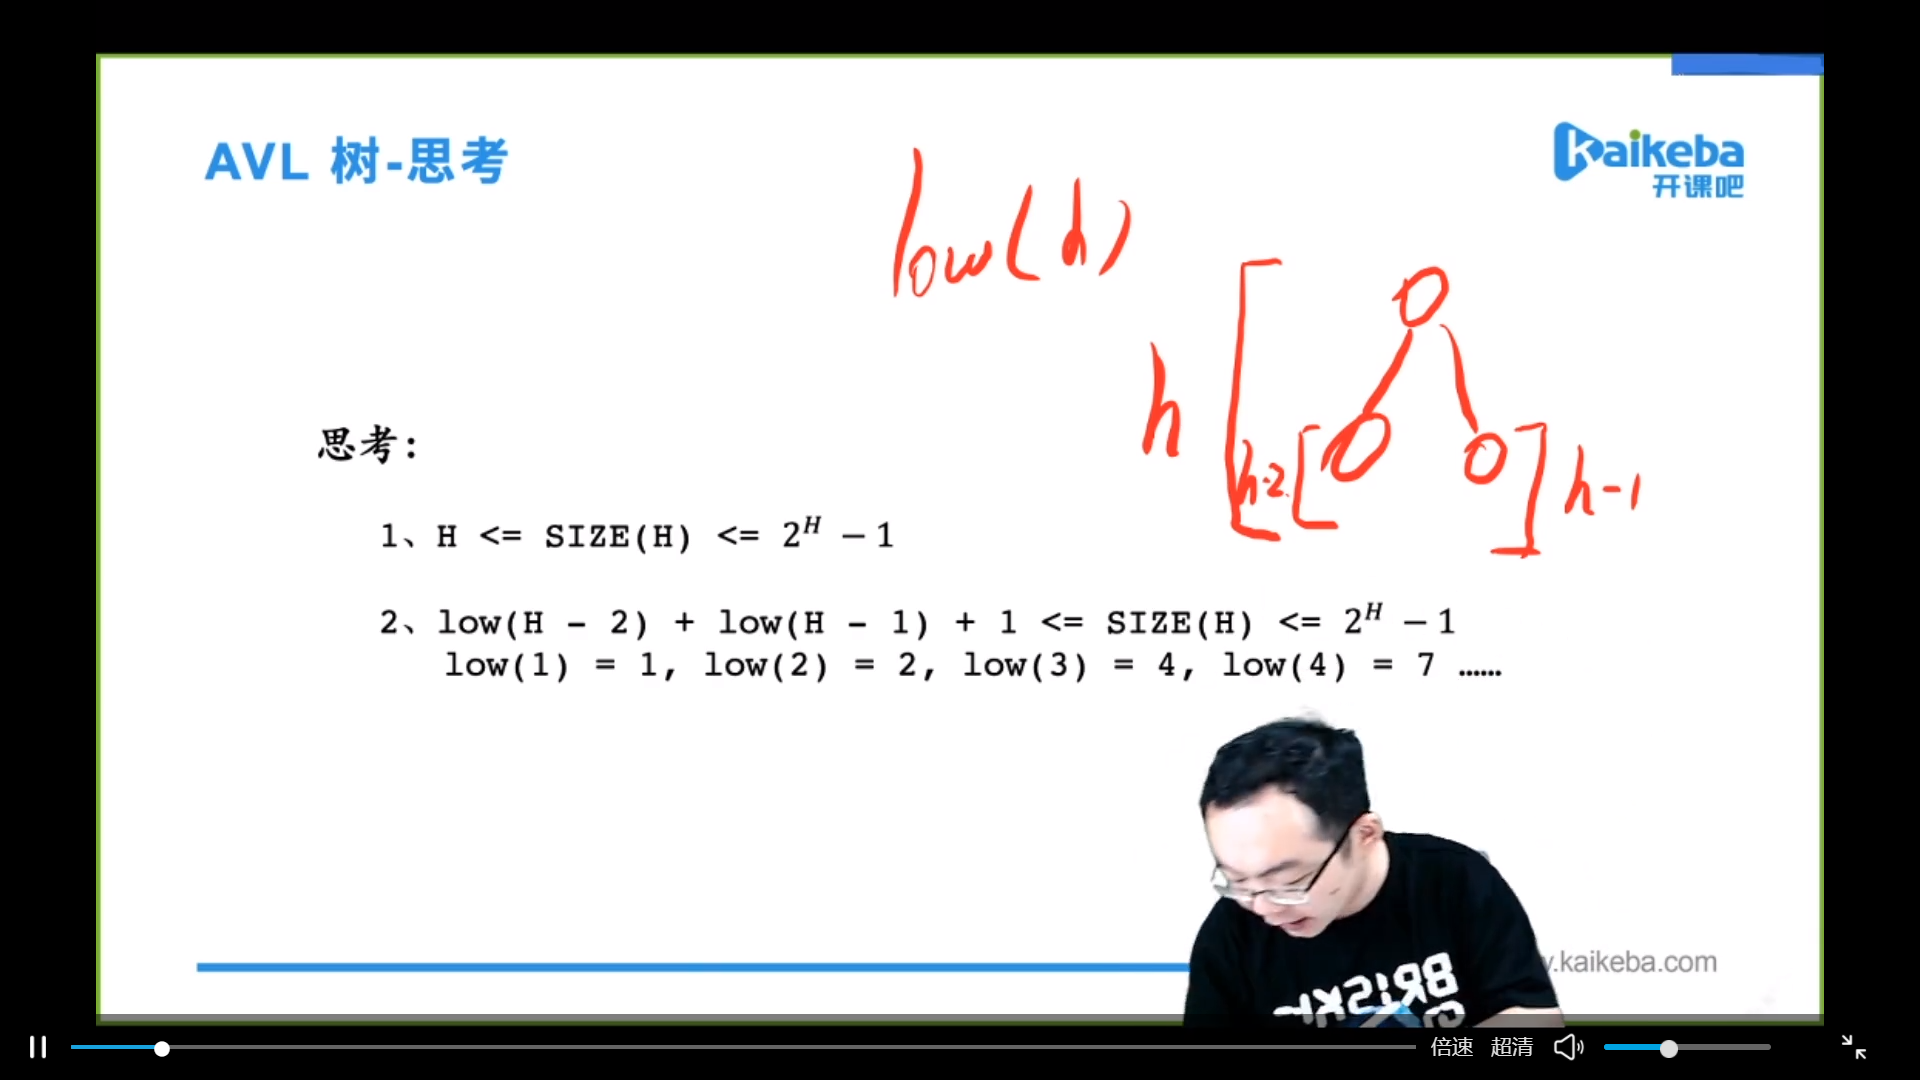 AVL 树-思考
kaikeba
开课吧
low(h)
h
h-2
h-1
思考:
1、H <= SIZE(H) <= 2^H − 1
2、low(H - 2) + low(H - 1) + 1 <= SIZE(H) <= 2^H − 1
low(1) = 1, low(2) = 2, low(3) = 4, low(4) = 7 ……
.kaikeba.com
倍速 超清